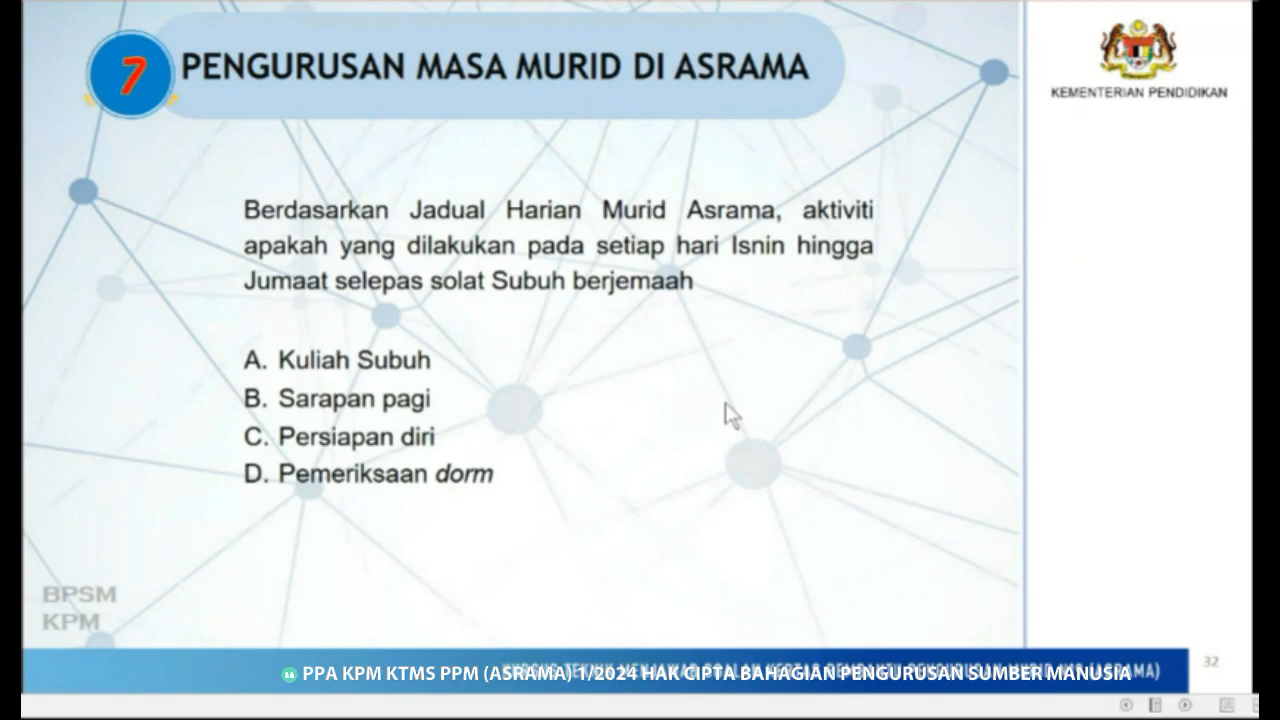 7
PENGURUSAN MASA MURID DI ASRAMA
KEMENTERIAN PENDIDIKAN
Berdasarkan Jadual Harian Murid Asrama, aktiviti
apakah yang dilakukan pada setiap hari Isnin hingga
Jumaat selepas solat Subuh berjemaah
A. Kuliah Subuh
B. Sarapan pagi
C. Persiapan diri
D. Pemeriksaan dorm
BPSM
KPM
PPA KPM KTMS PPM (ASRAMA) 1/2024 HAK CIPTA BAHAGIAN PENGURUSAN SUMBER MANUSIA
32